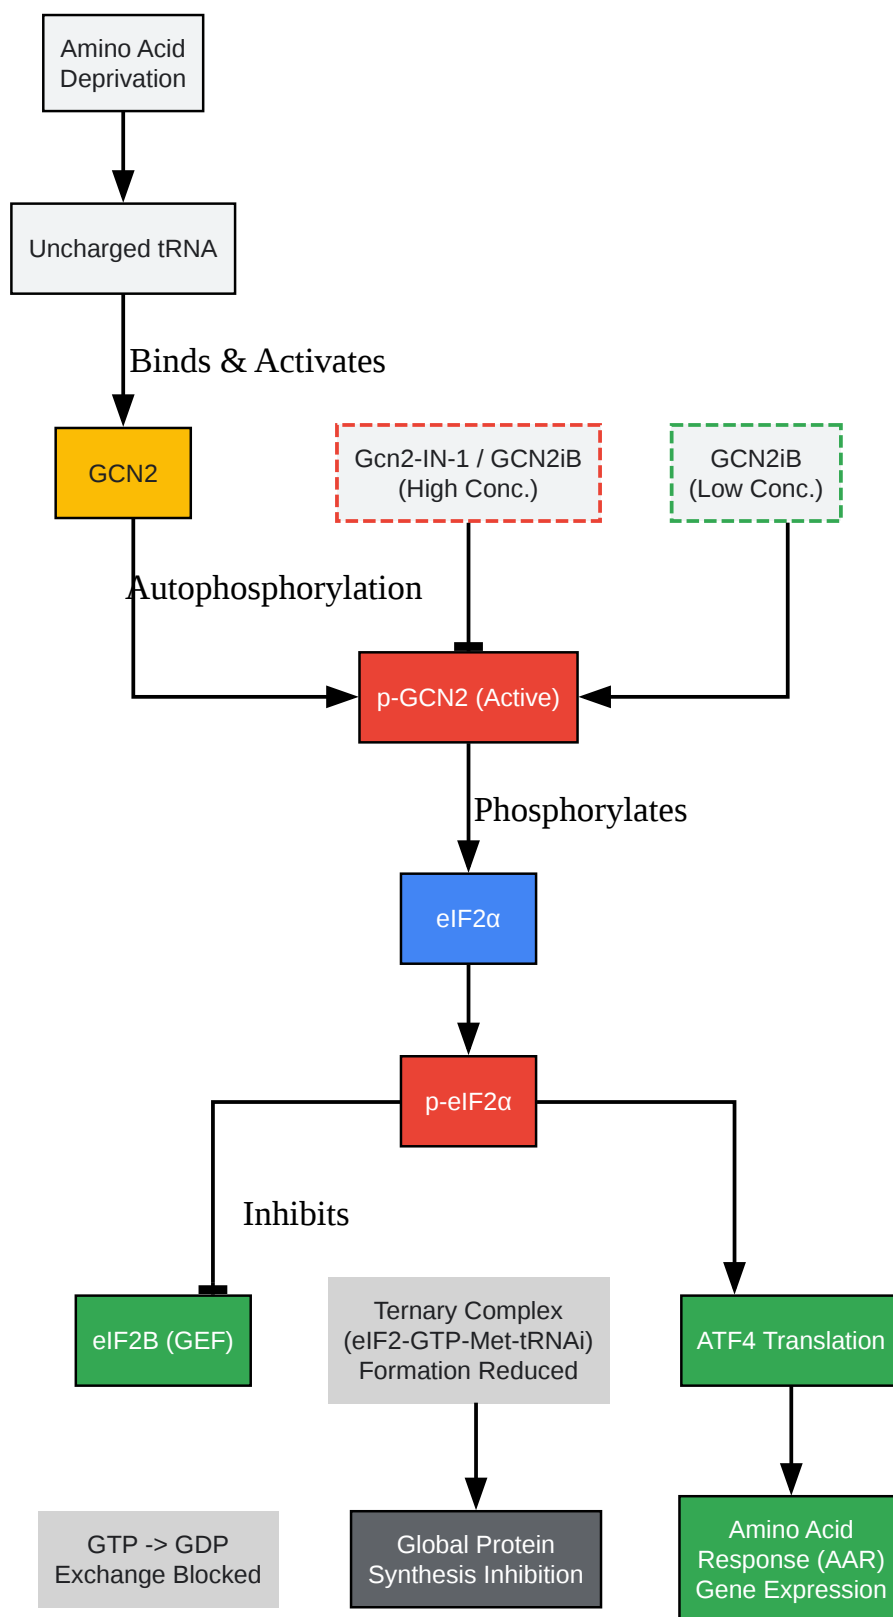 Amino Acid
Deprivation
Uncharged tRNA
Binds & Activates
GCN2
Gcn2-IN-1 / GCN2iB
(High Conc.)
GCN2iB
(Low Conc.)
Autophosphorylation
p-GCN2 (Active)
Phosphorylates
eIF2α
p-eIF2α
Inhibits
eIF2B (GEF)
Ternary Complex
(eIF2-GTP-Met-tRNAi)
Formation Reduced
ATF4 Translation
GTP -> GDP
Exchange Blocked
Global Protein
Synthesis Inhibition
Amino Acid
Response (AAR)
Gene Expression